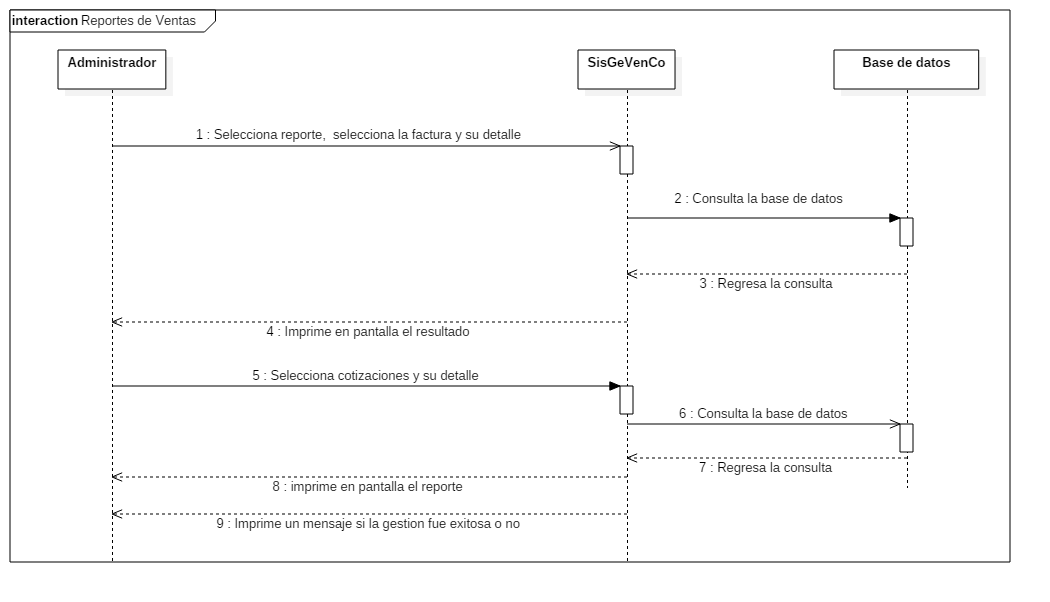 interaction Reportes de Ventas
Administrador
SisGeVenCo
Base de datos
1 : Selecciona reporte,  selecciona la factura y su detalle
2 : Consulta la base de datos
3 : Regresa la consulta
4 : Imprime en pantalla el resultado
5 : Selecciona cotizaciones y su detalle
6 : Consulta la base de datos
7 : Regresa la consulta
8 : imprime en pantalla el reporte
9 : Imprime un mensaje si la gestion fue exitosa o no